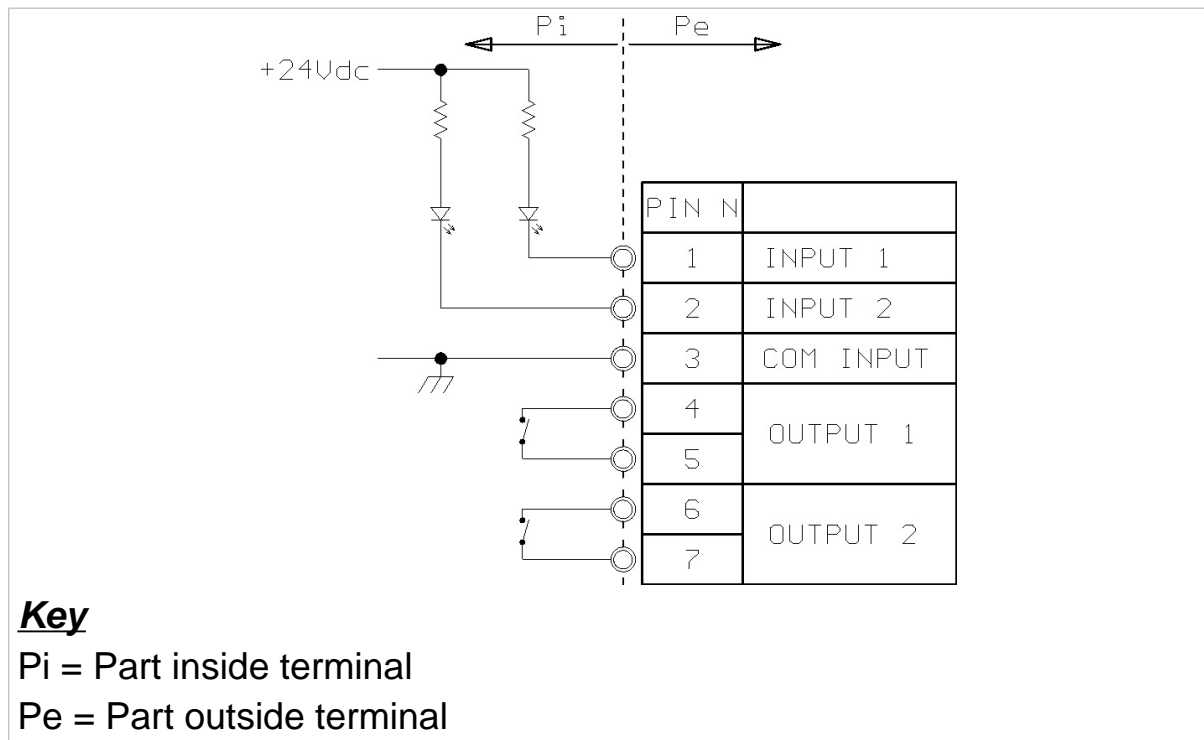 Pi Pe
+24Vdc
PIN N
1 INPUT 1
2 INPUT 2
3 COM INPUT
4
OUTPUT 1
5
6
OUTPUT 2
7
Key
Pi = Part inside terminal
Pe = Part outside terminal